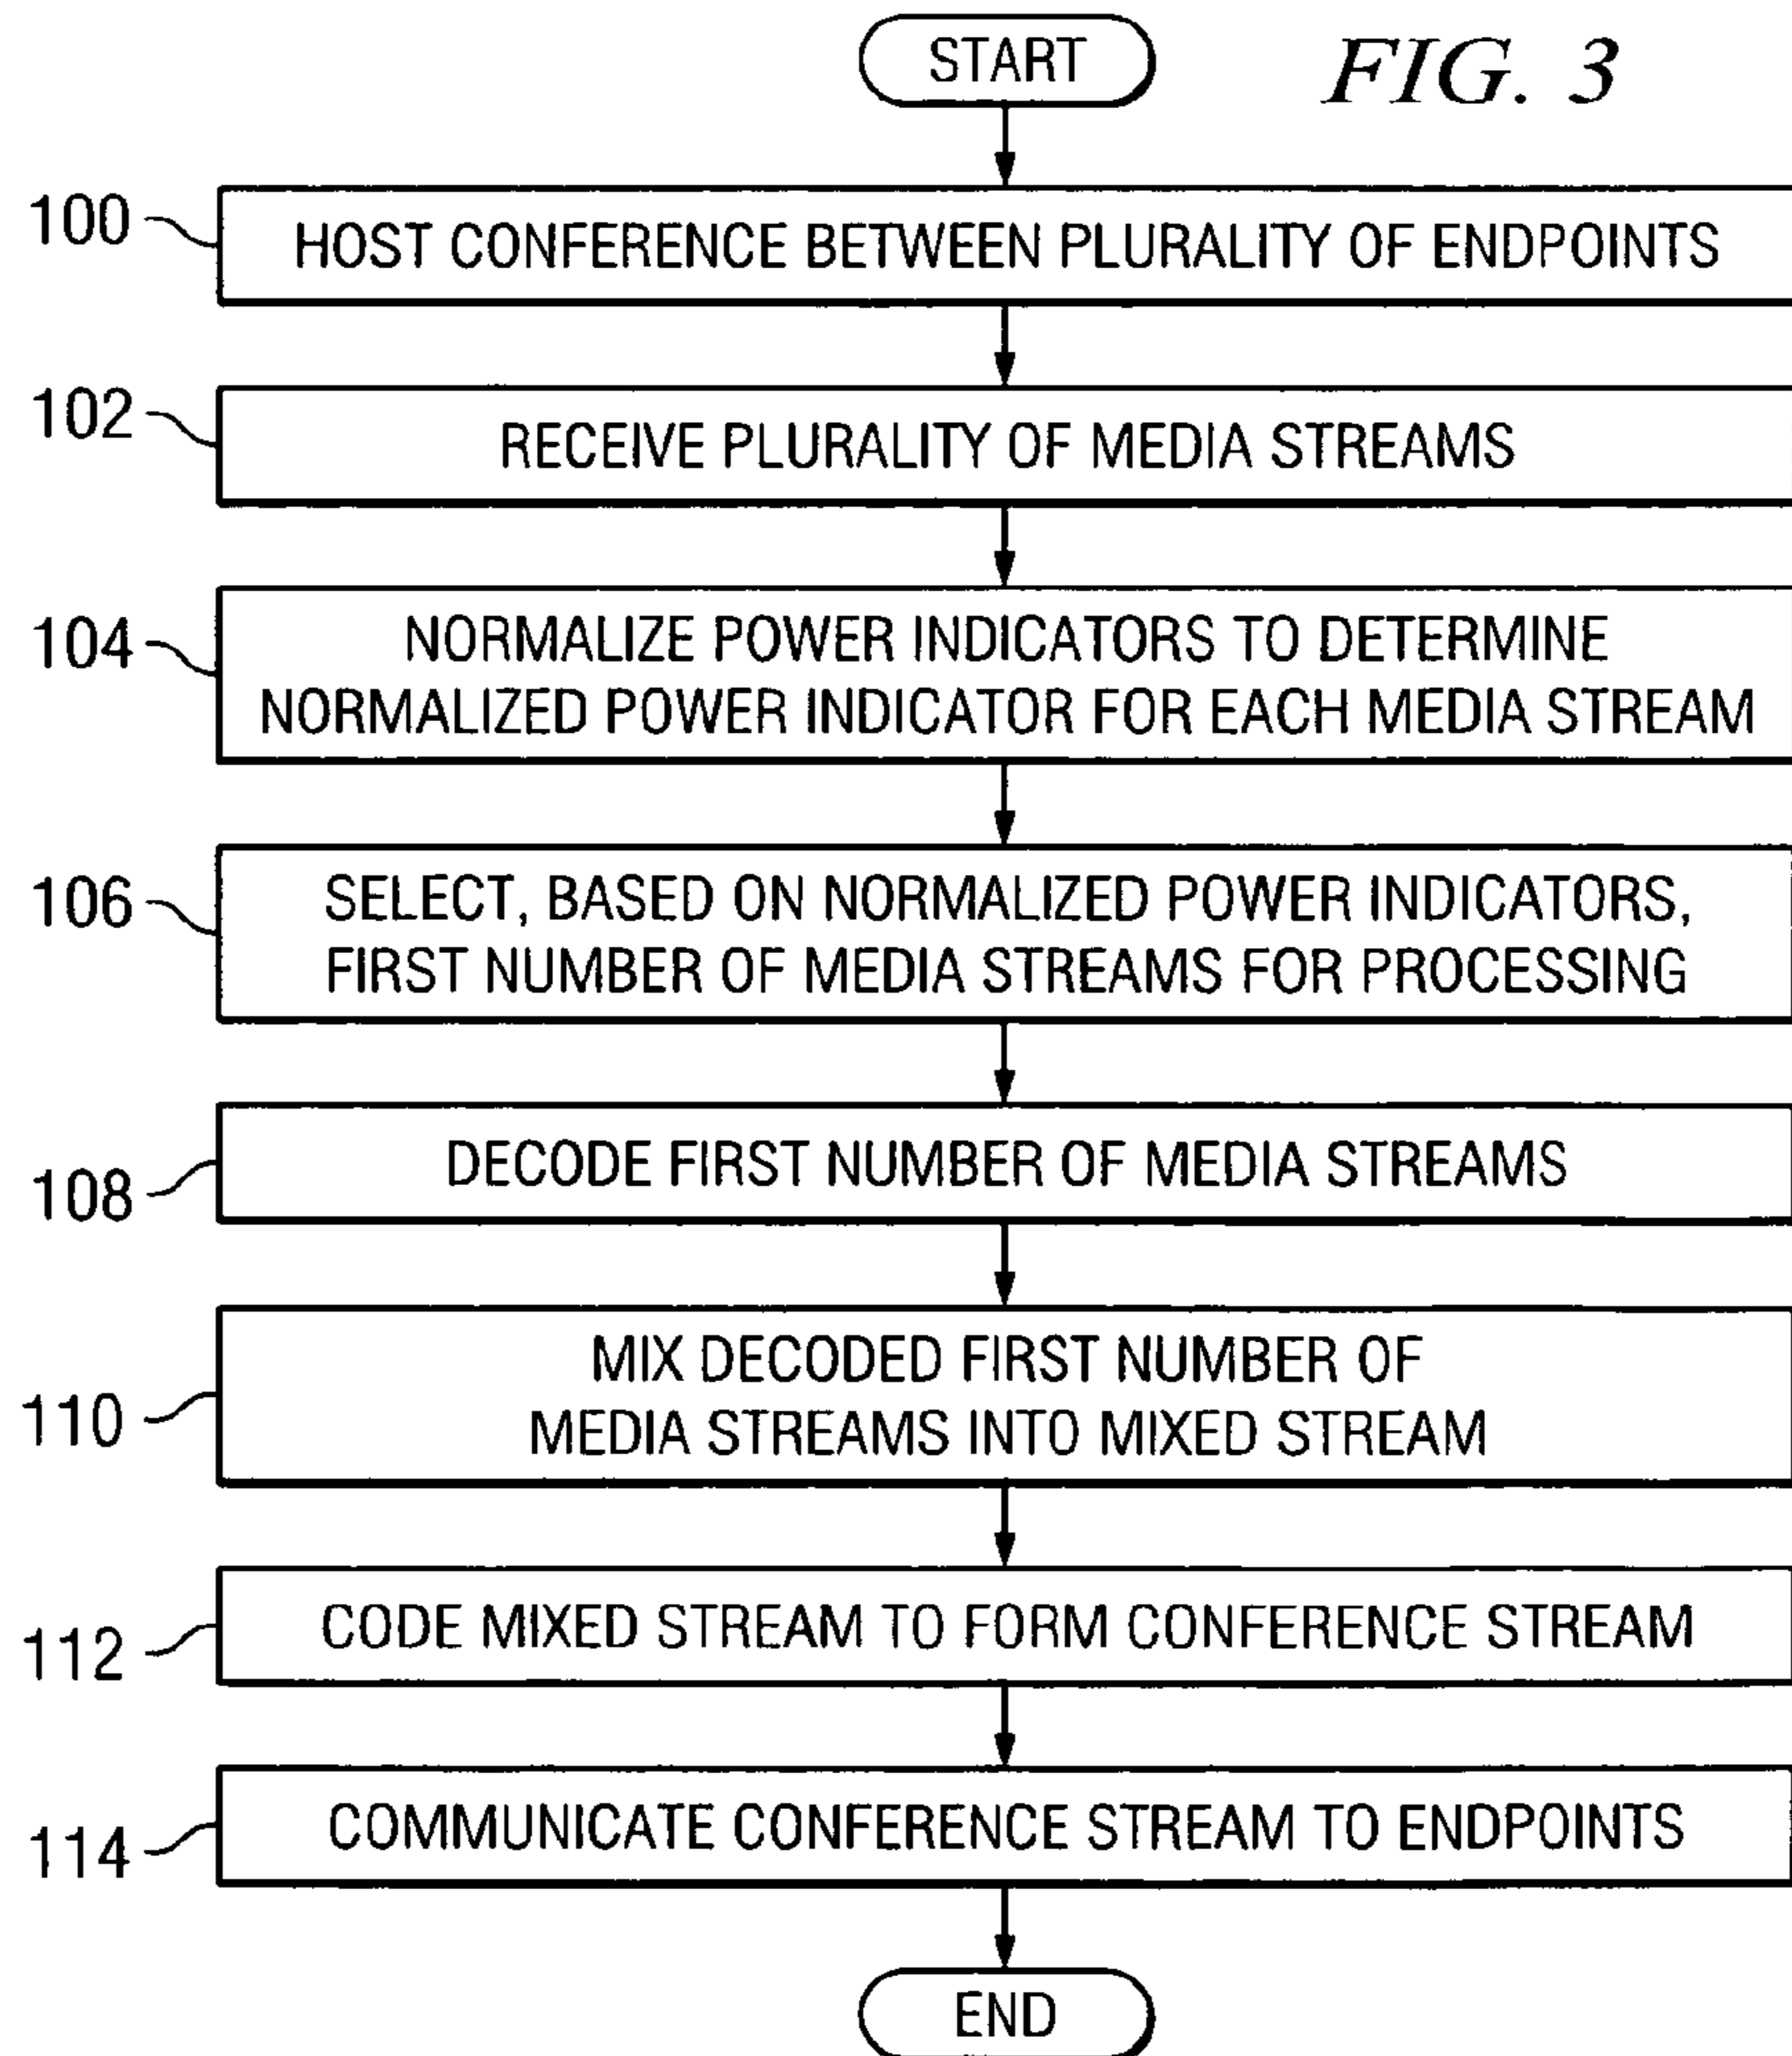 START
FIG. 3
100
HOST CONFERENCE BETWEEN PLURALITY OF ENDPOINTS
102
RECEIVE PLURALITY OF MEDIA STREAMS
104
NORMALIZE POWER INDICATORS TO DETERMINE
NORMALIZED POWER INDICATOR FOR EACH MEDIA STREAM
106
SELECT, BASED ON NORMALIZED POWER INDICATORS,
FIRST NUMBER OF MEDIA STREAMS FOR PROCESSING
108
DECODE FIRST NUMBER OF MEDIA STREAMS
110
MIX DECODED FIRST NUMBER OF
MEDIA STREAMS INTO MIXED STREAM
112
CODE MIXED STREAM TO FORM CONFERENCE STREAM
114
COMMUNICATE CONFERENCE STREAM TO ENDPOINTS
END